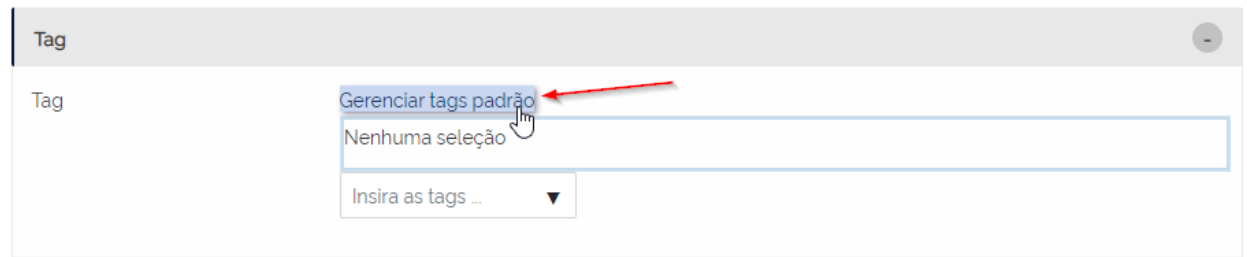 Tag
-
Tag
Gerenciar tags padrão
Nenhuma seleção
Insira as tags ...